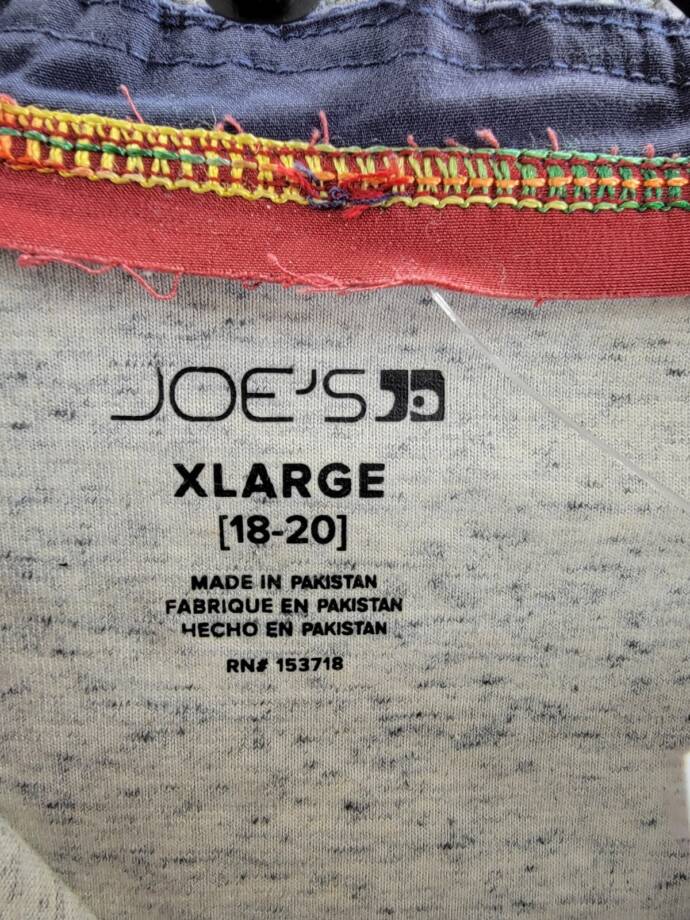 JOE'S
XLARGE
[18-20]
MADE IN PAKISTAN
FABRIQUE EN PAKISTAN
HECHO EN PAKISTAN
RN# 153718